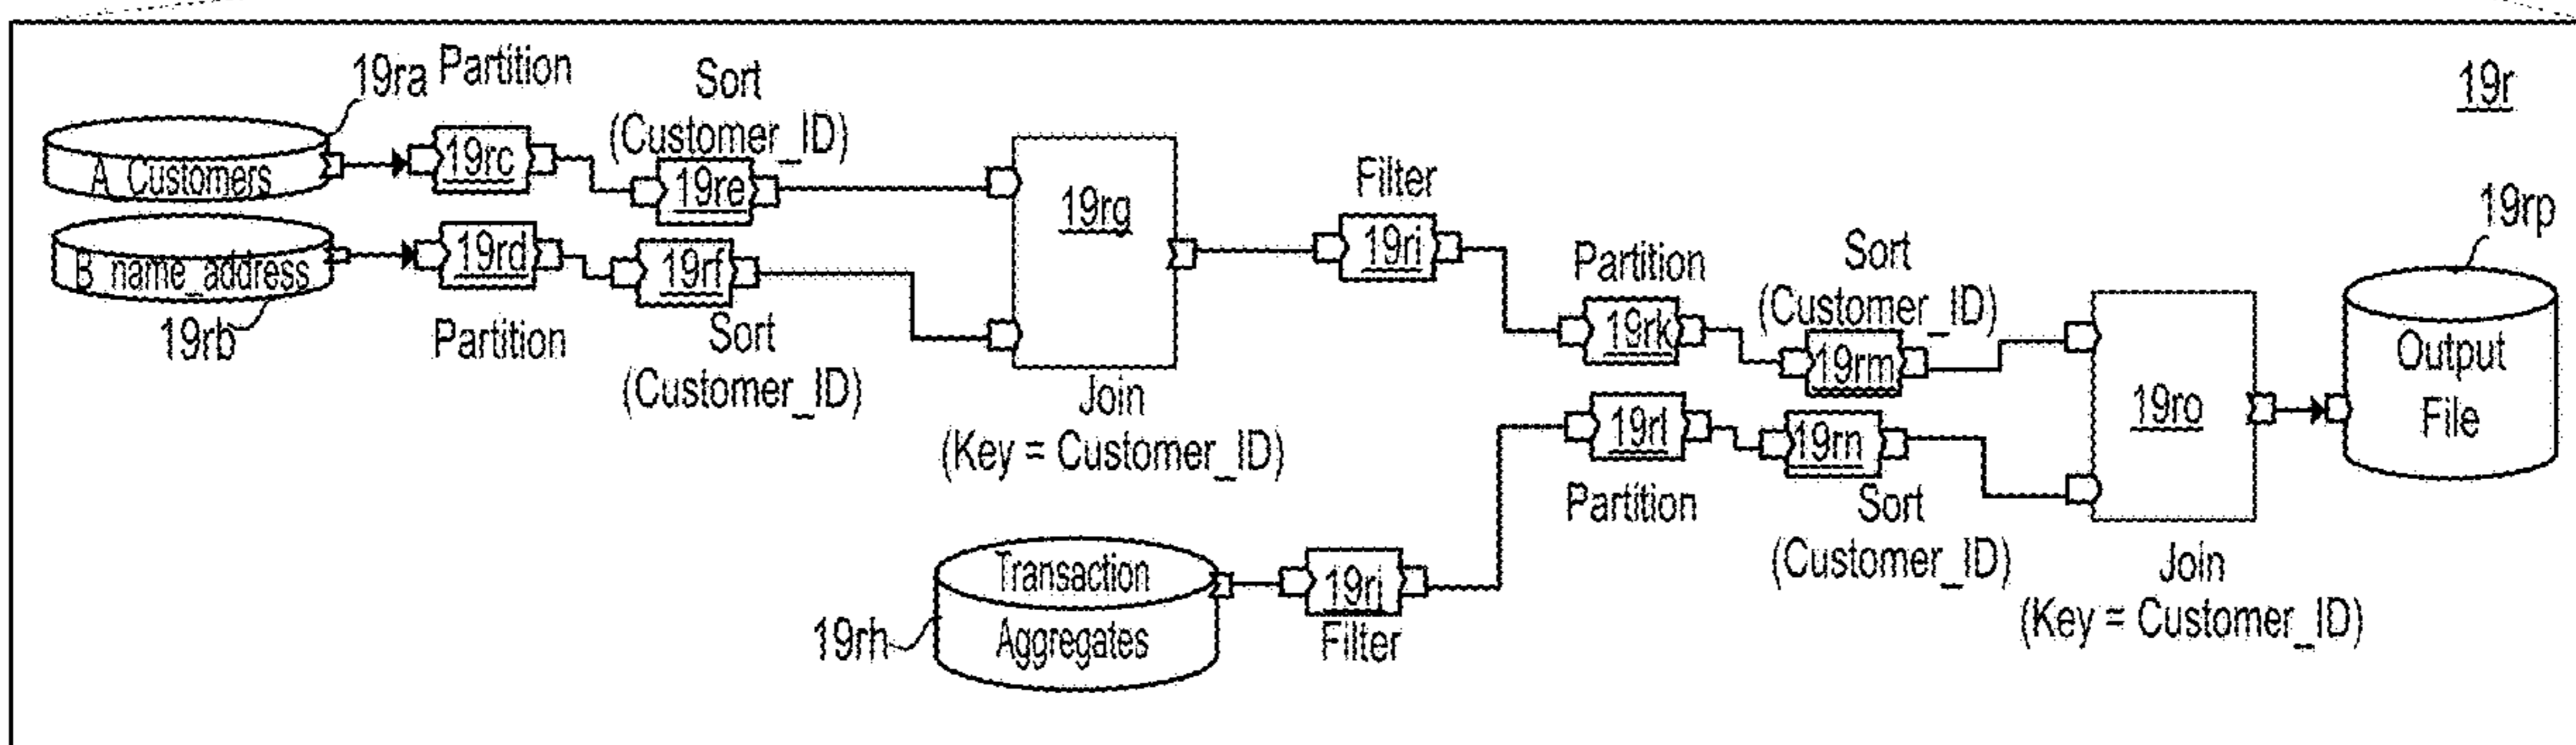 19r
19ra
Partition
Sort
(Customer_ID)
A Customers
19rc
19re
B name_address
19rb
19rd
Partition
19rf
Sort
(Customer_ID)
19rg
Join
(Key = Customer_ID)
Filter
19ri
Transaction
Aggregates
19rh
19rj
Filter
Partition
19rk
Sort
(Customer_ID)
19rm
19rl
Partition
19rn
Sort
(Customer_ID)
19ro
Join
(Key = Customer_ID)
19rp
Output
File